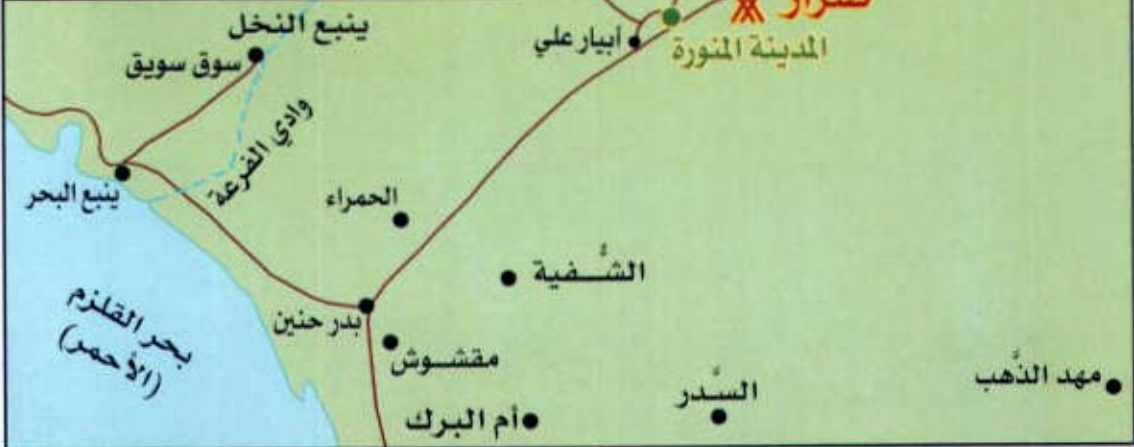 ينبع النخل
سوق سويق
أبيار علي
المدينة المنورة
وادي الفرعة
ينبع البحر
الحمراء
الشُّفية
بدر حنين
مقشوش
بحر القلزم
(الأحمر)
السَّدر
مهد الذَّهب
أم البرك